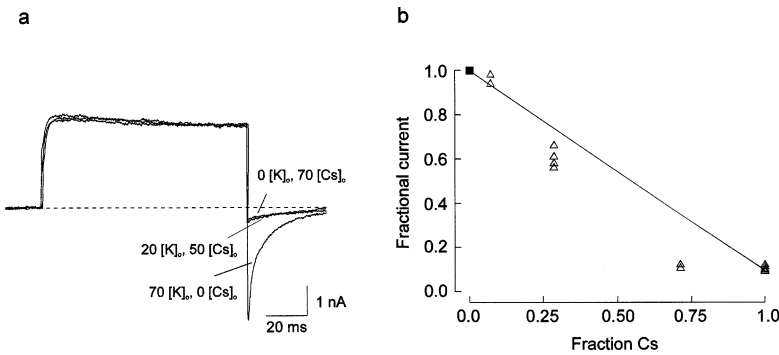 a
0 [K]o, 70 [Cs]o
20 [K]o, 50 [Cs]o
70 [K]o, 0 [Cs]o
1 nA
20 ms
b
Fractional current
1.0
0.8
0.6
0.4
0.2
0.0
0.0 0.25 0.50 0.75 1.0
Fraction Cs